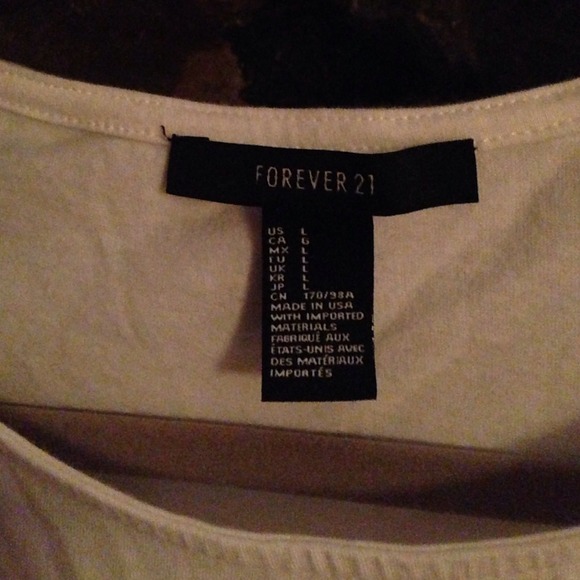 FOREVER 21
US L
CA G
MX L
EU L
UK L
KR L
JP L
CN 170/98A
MADE IN USA
WITH IMPORTED
MATERIALS
FABRIQUÉ AUX
ÉTATS-UNIS AVEC
DES MATÉRIAUX
IMPORTÉS